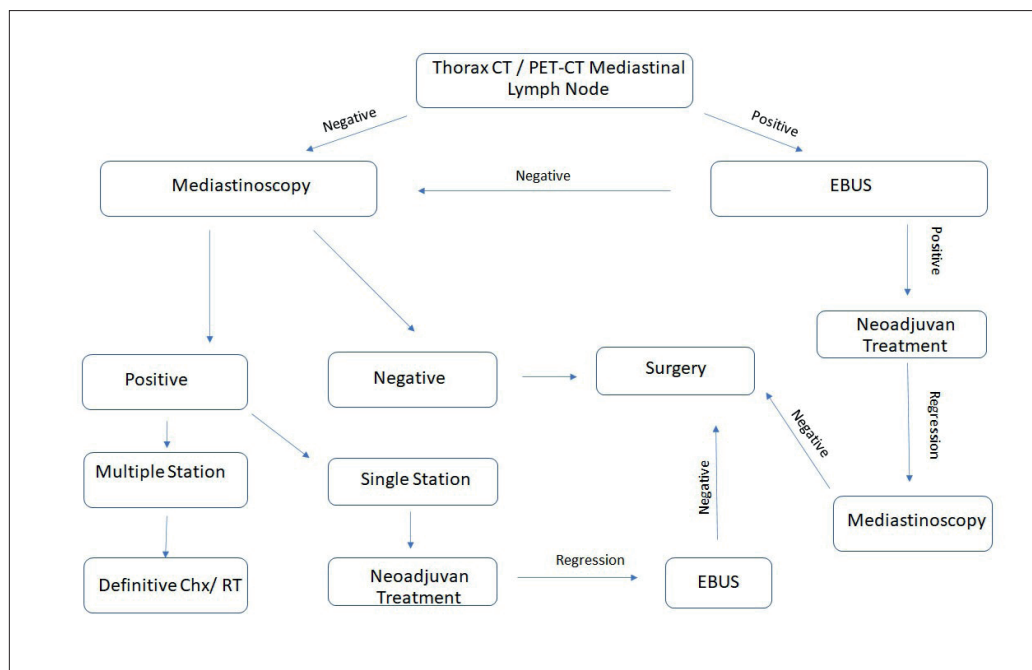 Thorax CT / PET-CT Mediastinal
Lymph Node
Negative
Positive
Mediastinoscopy
Negative
EBUS
Positive
Neoadjuvan
Treatment
Positive
Negative
Surgery
Regression
Negative
Negative
Multiple Station
Single Station
Mediastinoscopy
Definitive Chx/ RT
Neoadjuvan
Treatment
Regression
EBUS